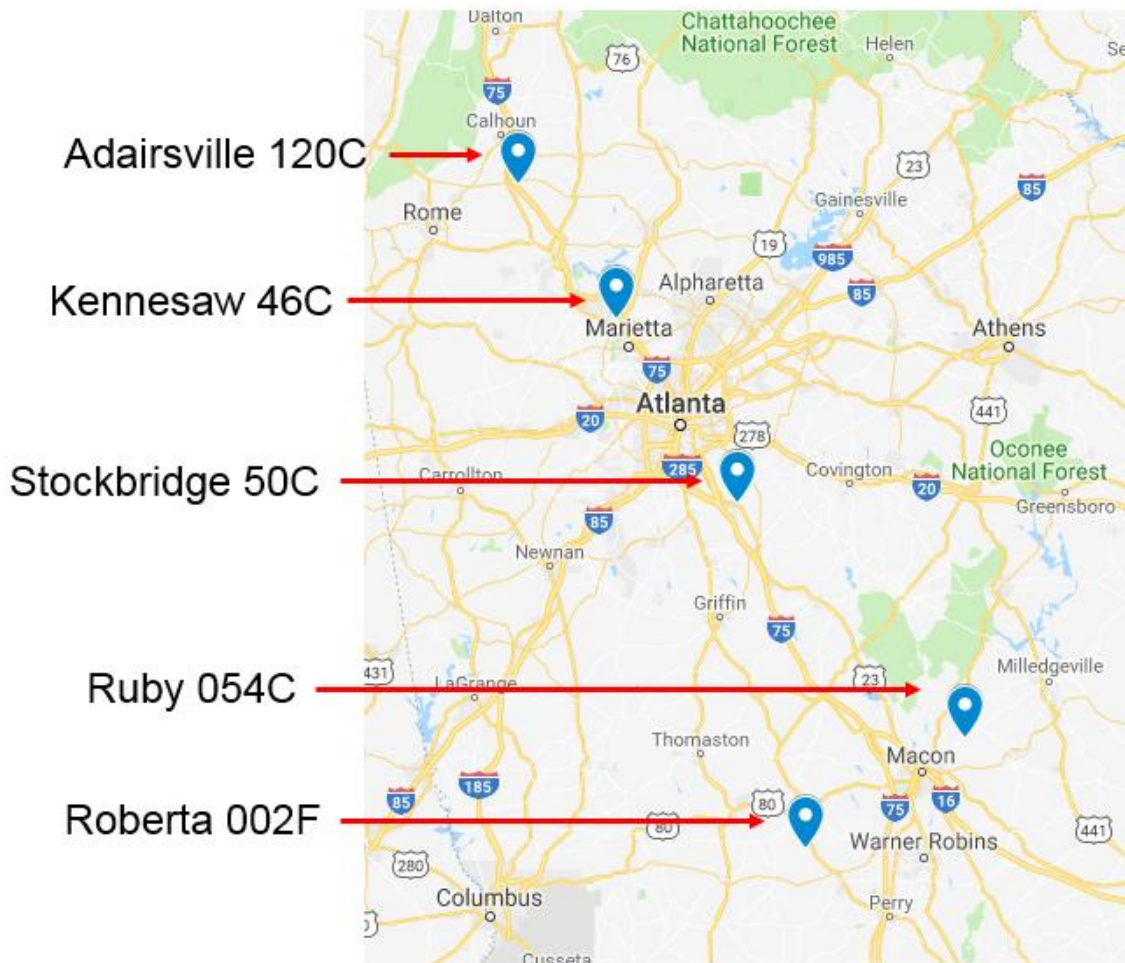 Dalton
Chattahoochee
National Forest
Helen
Se
76
75
Calhoun
Adairsville 120C
23
85
Gainesville
Rome
19
985
Kennesaw 46C
Alpharetta
85
Marietta
Athens
75
Atlanta
441
20
278
Oconee
National Forest
Stockbridge 50C
285
Carrollton
Covington
20
Greensboro
85
Newnan
Griffin
75
431
23
Milledgeville
Ruby 054C
LaGrange
Thomaston
Macon
185
85
80
75
16
Roberta 002F
80
441
Warner Robins
280
Columbus
Perry
Cusseta